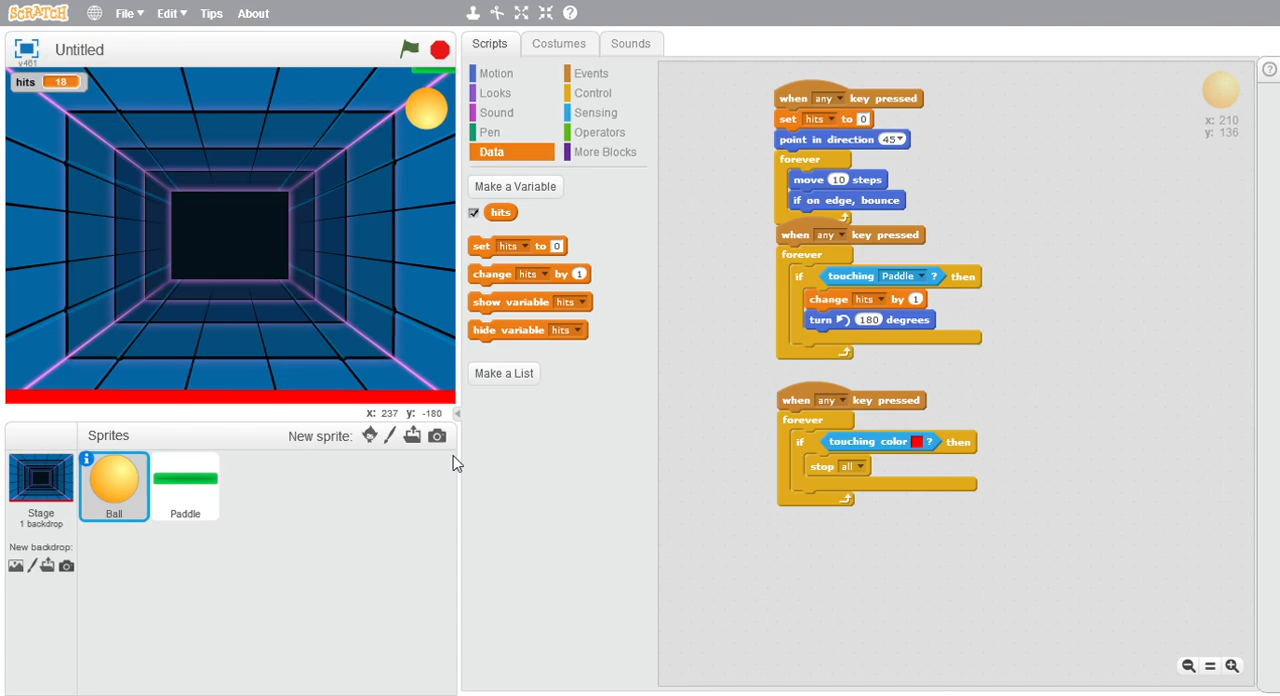 SCRATCH File Edit Tips About
v461
Untitled
hits 18
x: 237 y: -180
Sprites New sprite:
Stage
1 backdrop
Ball
Paddle
New backdrop:
Scripts Costumes Sounds
Motion Events
Looks Control
Sound Sensing
Pen Operators
Data More Blocks
Make a Variable
hits
set hits to 0
change hits by 1
show variable hits
hide variable hits
Make a List
when any key pressed
set hits to 0
point in direction 45
forever
move 10 steps
if on edge, bounce
when any key pressed
forever
if touching Paddle ? then
change hits by 1
turn 180 degrees
when any key pressed
forever
if touching color ? then
stop all
x: 210
y: 136